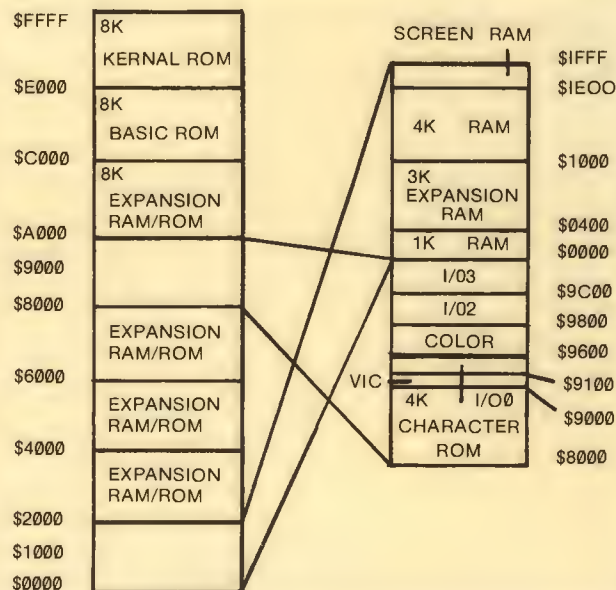 $FFFF
8K
KERNAL ROM
$E000
8K
BASIC ROM
$C000
8K
EXPANSION
RAM/ROM
$A000
$9000
$8000
EXPANSION
RAM/ROM
$6000
EXPANSION
RAM/ROM
$4000
EXPANSION
RAM/ROM
$2000
$1000
$0000
SCREEN RAM
$IFFF
$IEOO
4K RAM
$1000
3K
EXPANSION
RAM
$0400
1K RAM
$0000
I/03
$9C00
I/02
$9800
COLOR
$9600
VIC
$9100
4K I/O0
$9000
CHARACTER
ROM
$8000